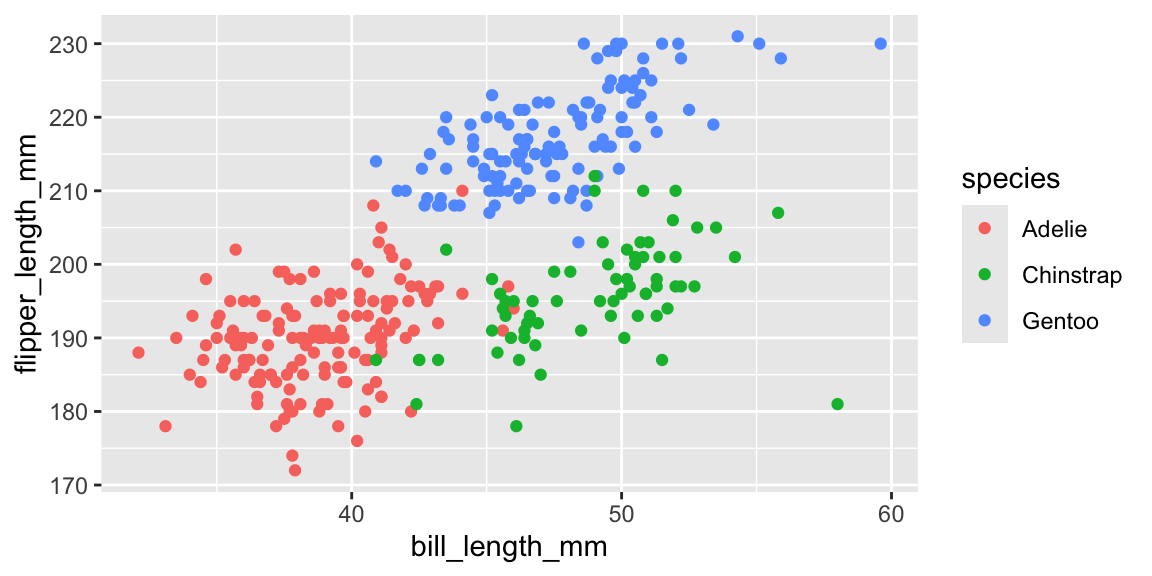 flipper_length_mm
230
220
210
200
190
180
170
40
50
60
bill_length_mm
species
Adelie
Chinstrap
Gentoo